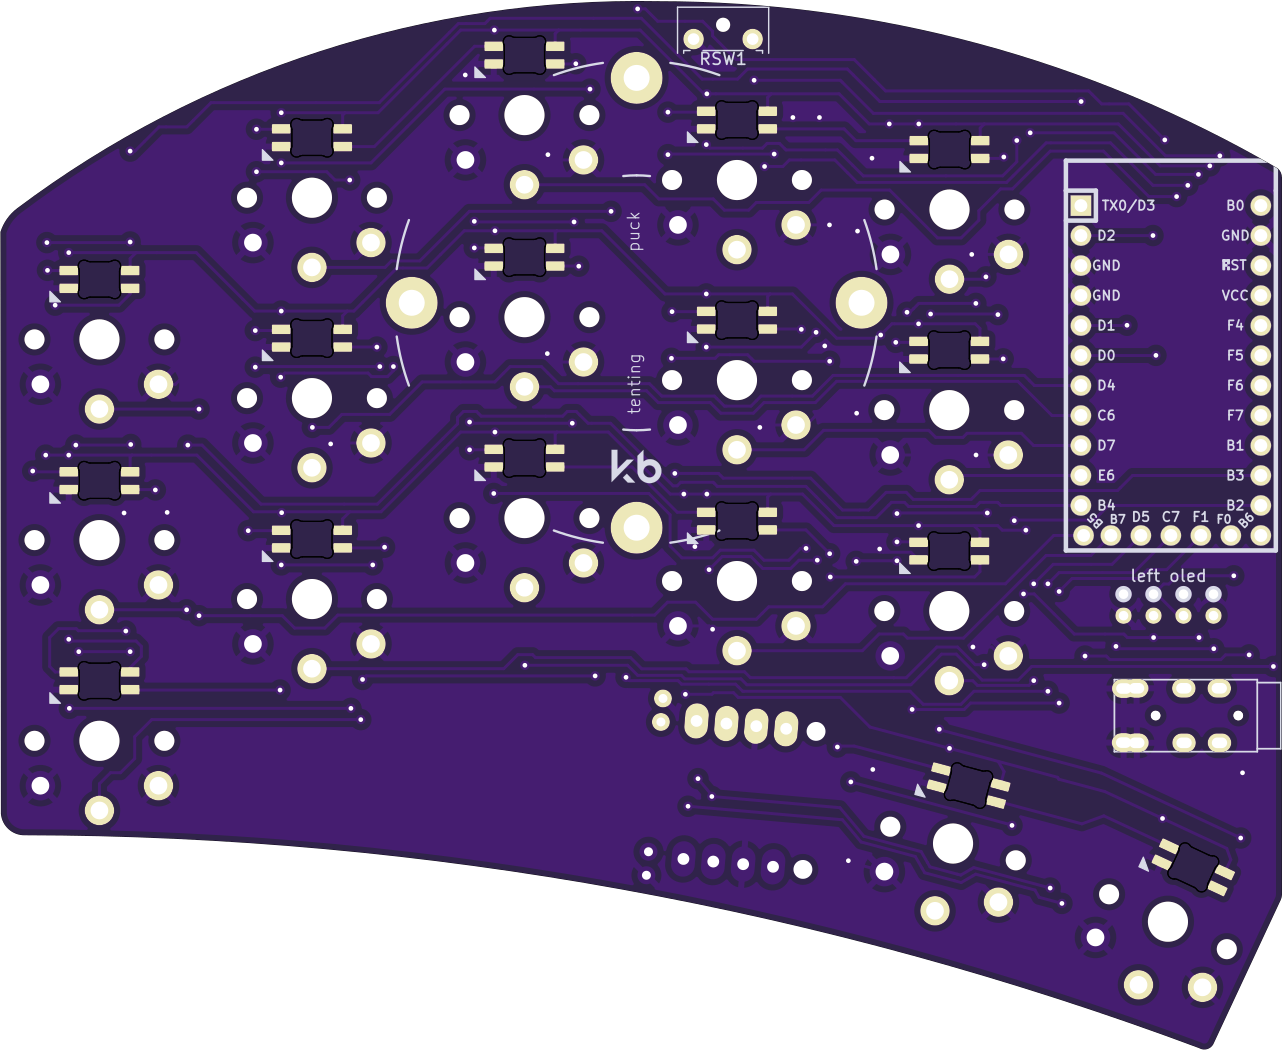 RSW1
puck
tenting
kb
TX0/D3 B0
D2 GND
GND RST
GND VCC
D1 F4
D0 F5
D4 F6
C6 F7
D7 B1
E6 B3
B4 B2
B5 B7 D5 C7 F1 F0 B6
left oled